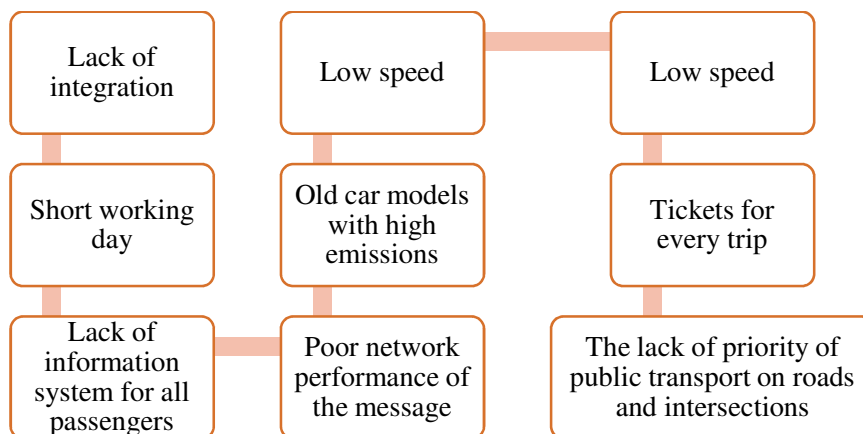 Lack of
integration
Short working
day
Lack of
information
system for all
passengers
Poor network
performance of
the message
Old car models
with high
emissions
Low speed
Low speed
Tickets for
every trip
The lack of priority of
public transport on roads
and intersections